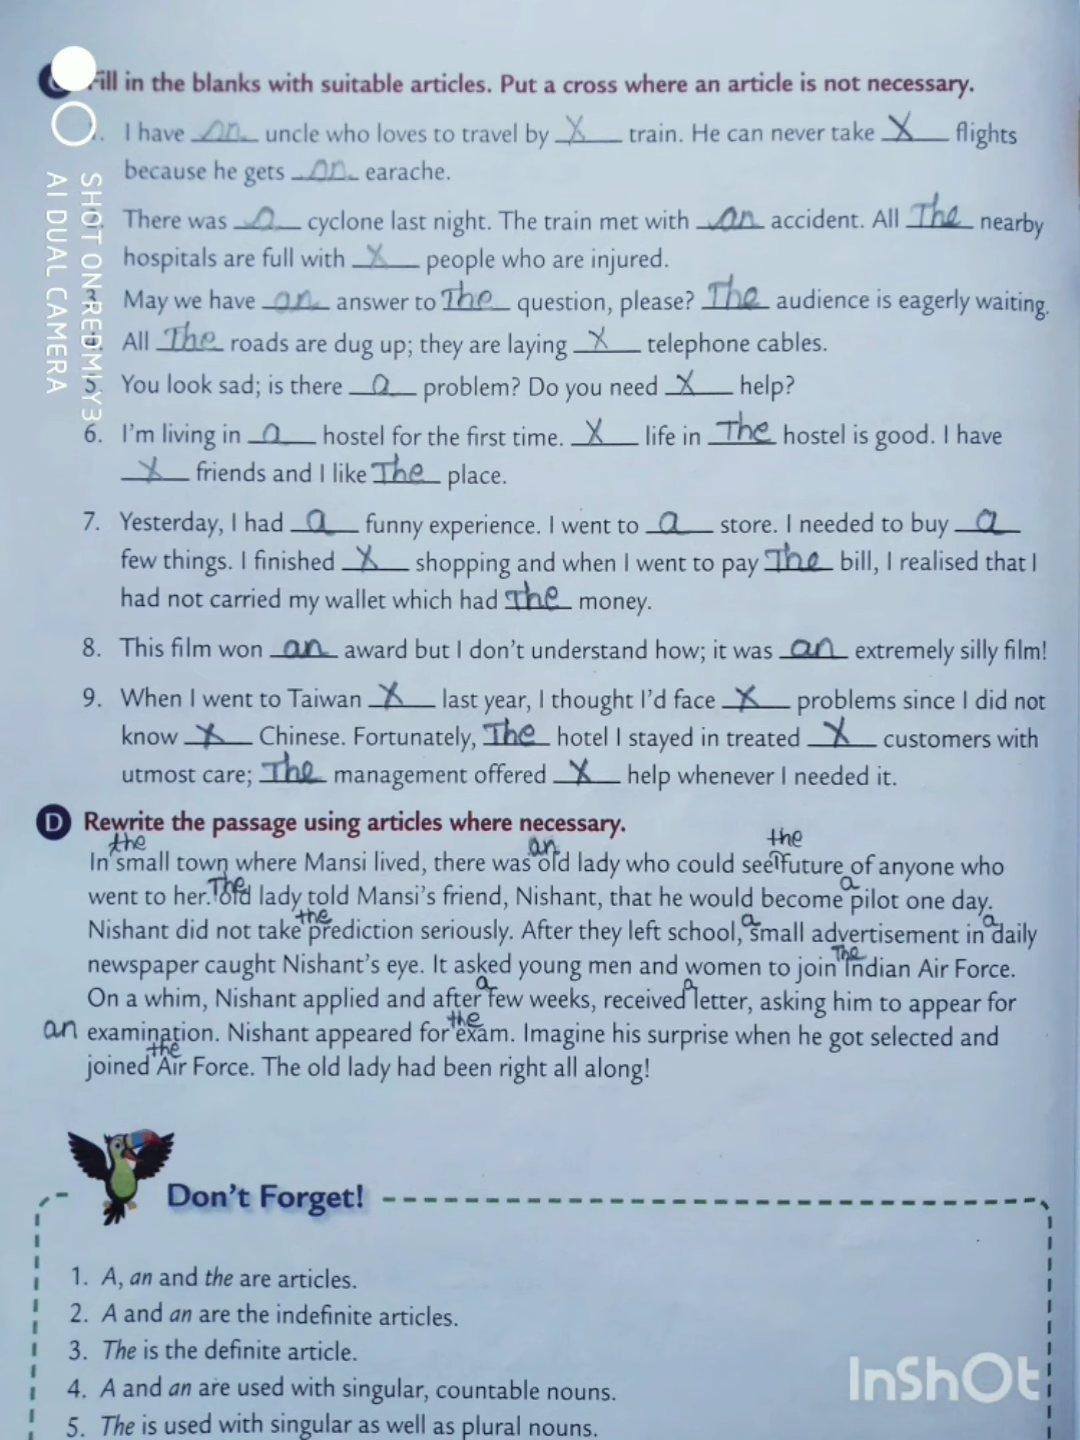 Fill in the blanks with suitable articles. Put a cross where an article is not necessary.
I have an uncle who loves to travel by X train. He can never take X flights
because he gets an earache.
There was a cyclone last night. The train met with an accident. All The nearby
hospitals are full with X people who are injured.
3. May we have an answer to The question, please? The audience is eagerly waiting.
All The roads are dug up; they are laying X telephone cables.
5. You look sad; is there a problem? Do you need X help?
6. I'm living in a hostel for the first time. X life in The hostel is good. I have
X friends and I like The place.
7. Yesterday, I had a funny experience. I went to a store. I needed to buy a
few things. I finished X shopping and when I went to pay The bill, I realised that I
had not carried my wallet which had The money.
8. This film won an award but I don't understand how; it was an extremely silly film!
9. When I went to Taiwan X last year, I thought I'd face X problems since I did not
know X Chinese. Fortunately, The hotel I stayed in treated X customers with
utmost care; The management offered X help whenever I needed it.
D Rewrite the passage using articles where necessary.
In the small town where Mansi lived, there was an old lady who could see the future of anyone who
went to her. The old lady told Mansi's friend, Nishant, that he would become a pilot one day.
Nishant did not take the prediction seriously. After they left school, a small advertisement in a daily
newspaper caught Nishant's eye. It asked young men and women to join The Indian Air Force.
On a whim, Nishant applied and after a few weeks, received a letter, asking him to appear for
an examination. Nishant appeared for the exam. Imagine his surprise when he got selected and
joined the Air Force. The old lady had been right all along!
Don't Forget!
1. A, an and the are articles.
2. A and an are the indefinite articles.
3. The is the definite article.
4. A and an are used with singular, countable nouns.
5. The is used with singular as well as plural nouns.
SHOT ON REDMI Y3
AI DUAL CAMERA
InShOt